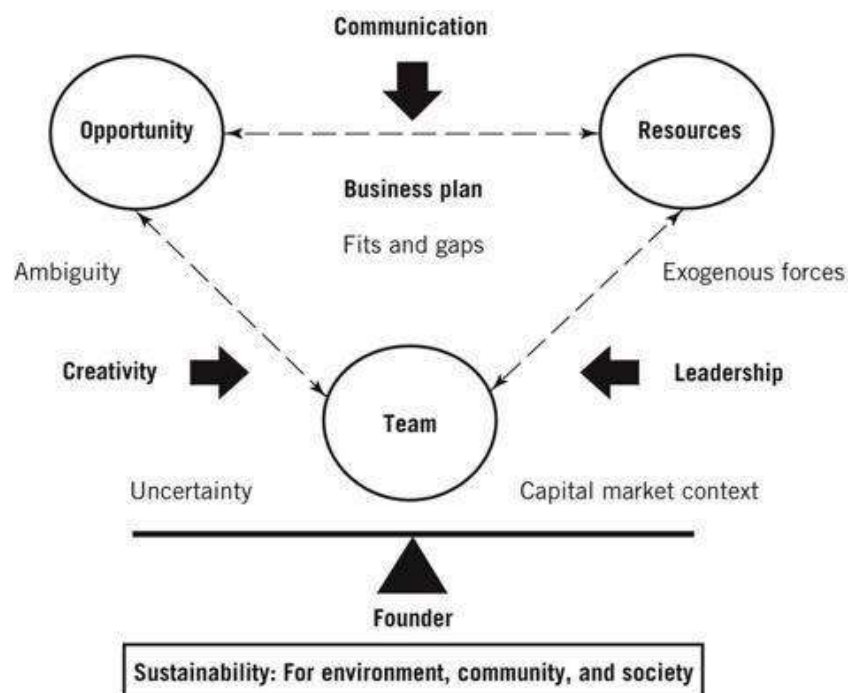 Communication
Opportunity
Resources
Business plan
Fits and gaps
Ambiguity
Exogenous forces
Creativity
Leadership
Team
Uncertainty
Capital market context
Founder
Sustainability: For environment, community, and society